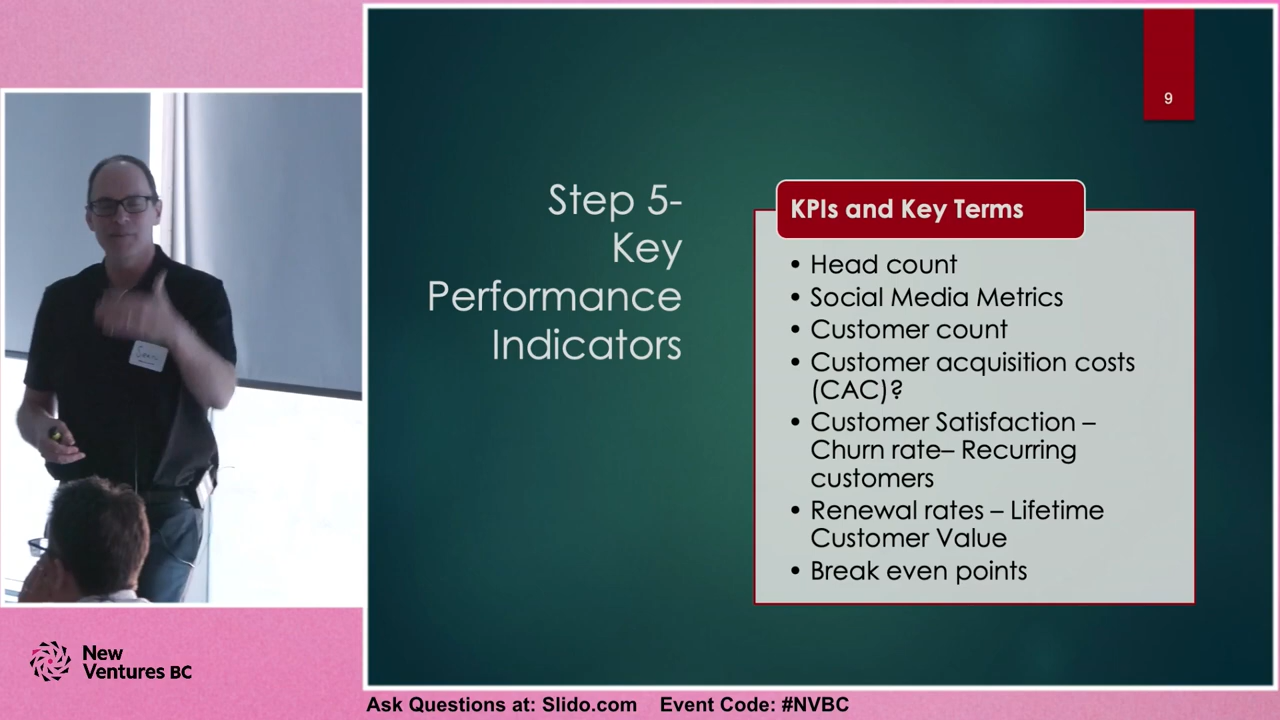 9
Step 5-
Key
Performance
Indicators
KPIs and Key Terms
• Head count
• Social Media Metrics
• Customer count
• Customer acquisition costs
(CAC)?
• Customer Satisfaction –
Churn rate– Recurring
customers
• Renewal rates – Lifetime
Customer Value
• Break even points
New
Ventures BC
Ask Questions at: Slido.com Event Code: #NVBC